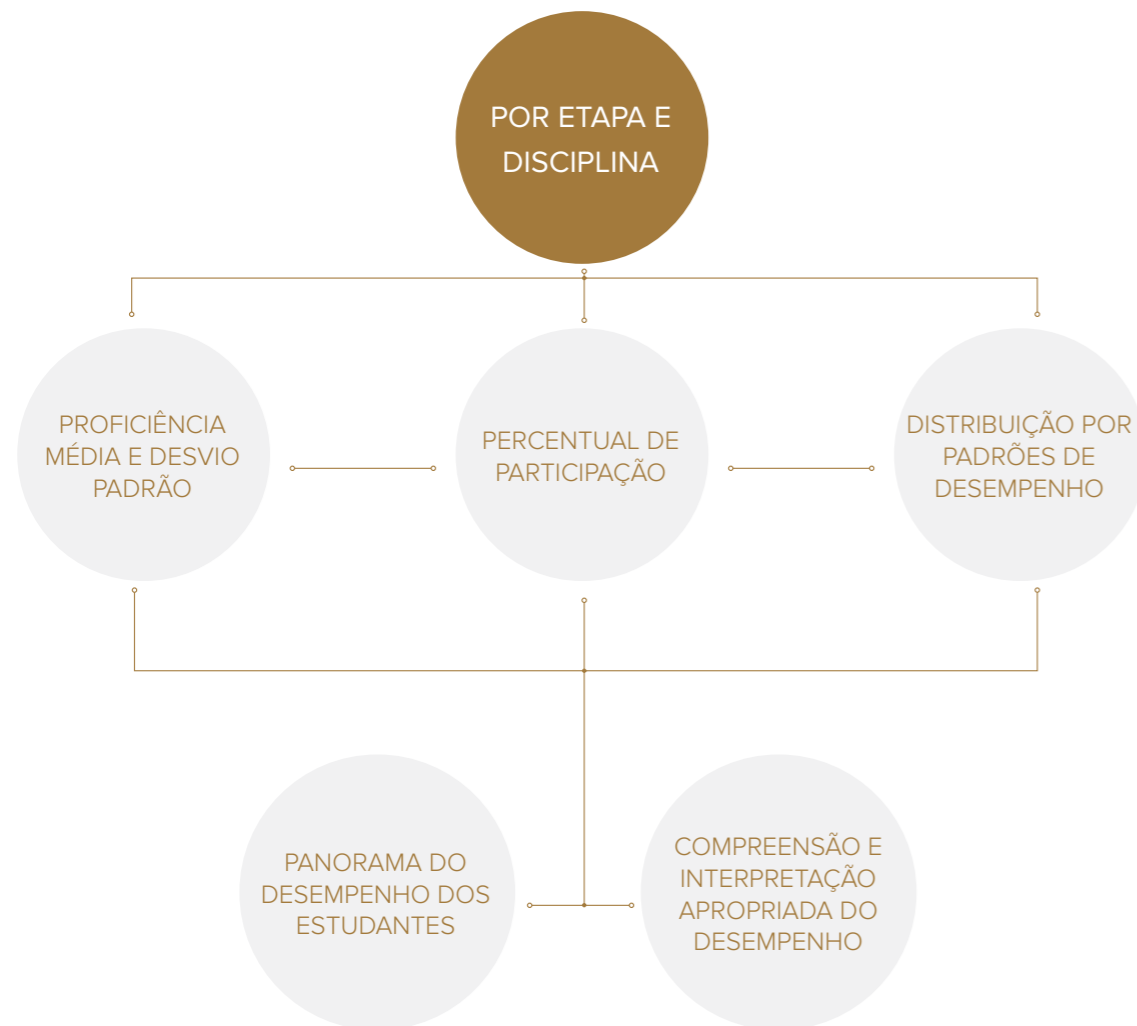 POR ETAPA E
DISCIPLINA
PROFICIÊNCIA
MÉDIA E DESVIO
PADRÃO
PERCENTUAL DE
PARTICIPAÇÃO
DISTRIBUIÇÃO POR
PADRÕES DE
DESEMPENHO
PANORAMA DO
DESEMPENHO DOS
ESTUDANTES
COMPREENSÃO E
INTERPRETAÇÃO
APROPRIADA DO
DESEMPENHO